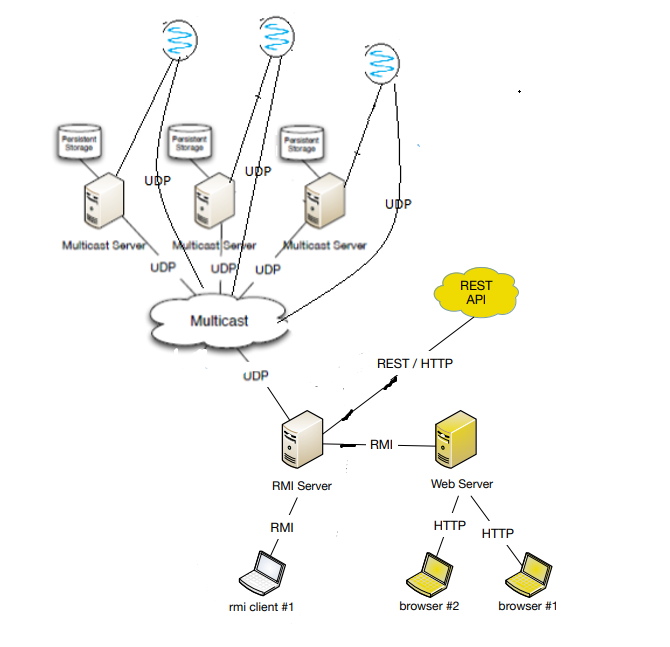 Persistent
Storage
Persistent
Storage
Persistent
Storage
UDP
UDP
UDP
Multicast Server
Multicast Server
Multicast Server
UDP
UDP
UDP
Multicast
REST
API
REST / HTTP
UDP
RMI
RMI Server
Web Server
RMI
HTTP
HTTP
rmi client #1
browser #2
browser #1